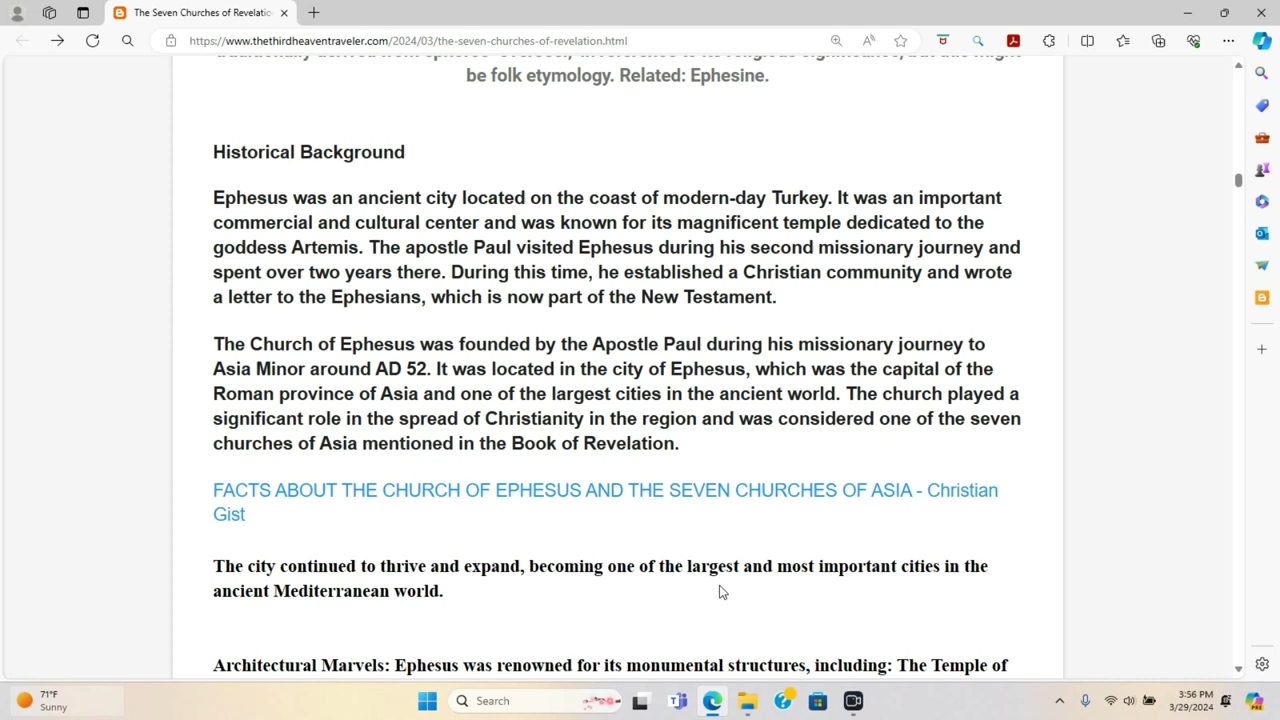 The Seven Churches of Revelatio
https://www.thethirdheaventraveler.com/2024/03/the-seven-churches-of-revelation.html
be folk etymology. Related: Ephesine.
Historical Background
Ephesus was an ancient city located on the coast of modern-day Turkey. It was an important
commercial and cultural center and was known for its magnificent temple dedicated to the
goddess Artemis. The apostle Paul visited Ephesus during his second missionary journey and
spent over two years there. During this time, he established a Christian community and wrote
a letter to the Ephesians, which is now part of the New Testament.
The Church of Ephesus was founded by the Apostle Paul during his missionary journey to
Asia Minor around AD 52. It was located in the city of Ephesus, which was the capital of the
Roman province of Asia and one of the largest cities in the ancient world. The church played a
significant role in the spread of Christianity in the region and was considered one of the seven
churches of Asia mentioned in the Book of Revelation.
FACTS ABOUT THE CHURCH OF EPHESUS AND THE SEVEN CHURCHES OF ASIA - Christian
Gist
The city continued to thrive and expand, becoming one of the largest and most important cities in the
ancient Mediterranean world.
Architectural Marvels: Ephesus was renowned for its monumental structures, including: The Temple of
71°F
Sunny
Search
3:56 PM
3/29/2024